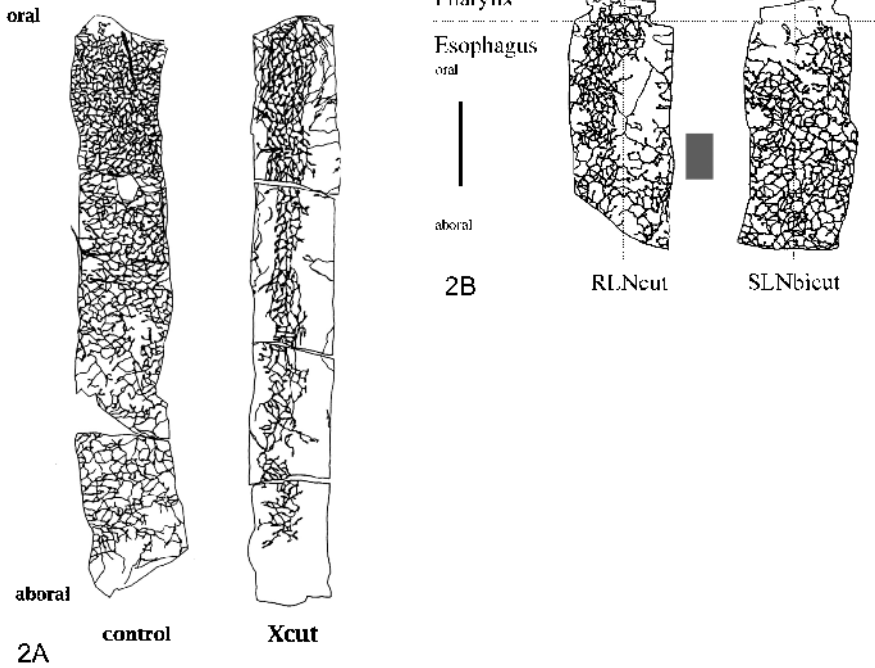 oral
aboral
control
Xcut
2A
Esophagus
oral
aboral
RLNcut
SLNbicut
2B